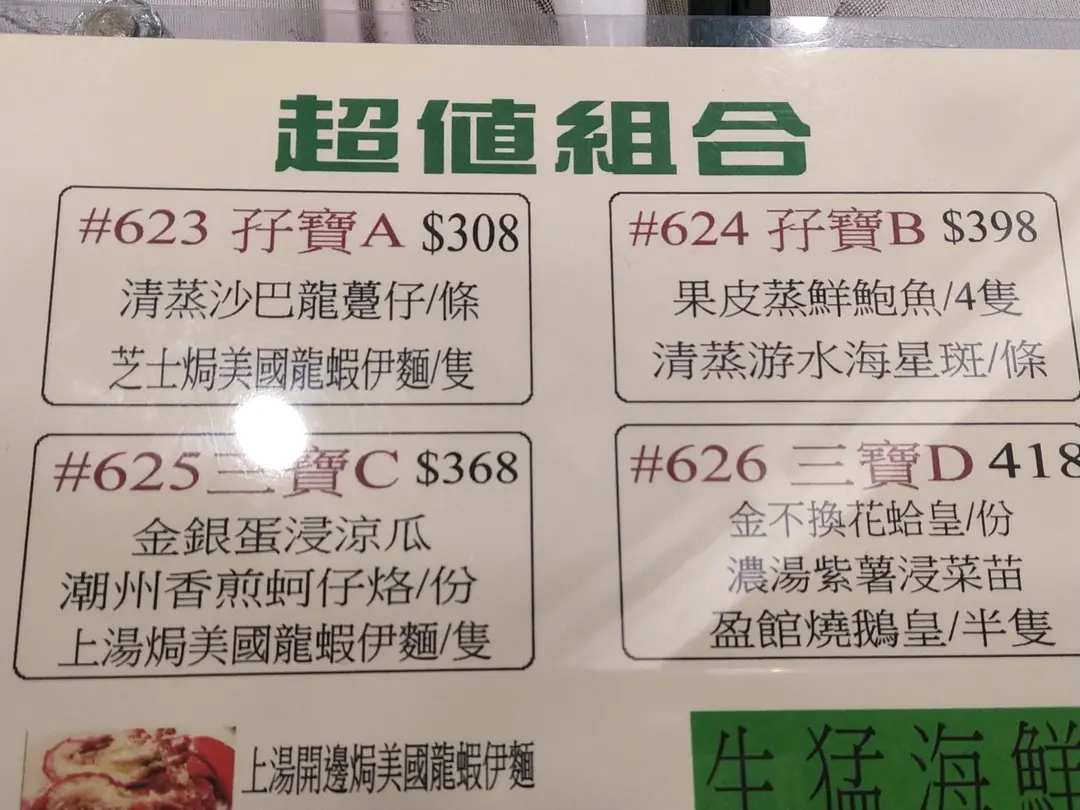 超值組合
#623 孖寶A $308
清蒸沙巴龍躉仔/條
芝士焗美國龍蝦伊麵/隻
#624 孖寶B $398
果皮蒸鮮鮑魚/4隻
清蒸游水海星斑/條
#625三寶C $368
金銀蛋浸涼瓜
潮州香煎蚵仔烙/份
上湯焗美國龍蝦伊麵/隻
#626 三寶D 418
金不換花蛤皇/份
濃湯紫薯浸菜苗
盈館燒鵝皇/半隻
上湯開邊焗美國龍蝦伊麵
生猛海鮮